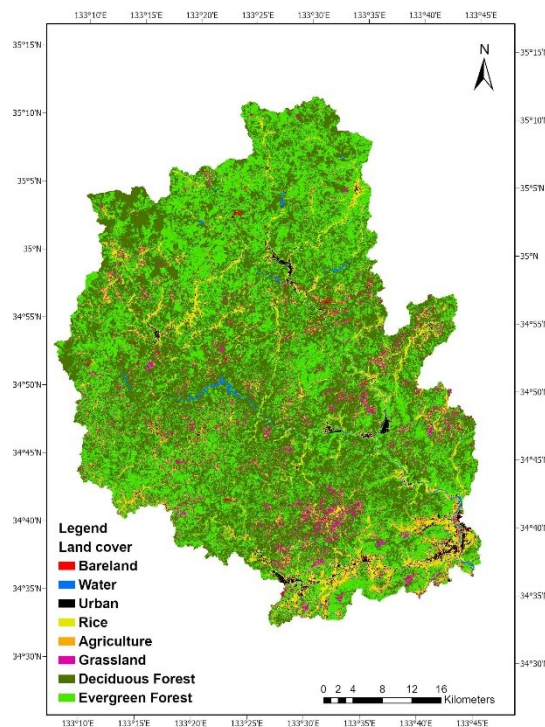 133°10'E 133°15'E 133°20'E 133°25'E 133°30'E 133°35'E 133°40'E 133°45'E
N
35°15'N 35°15'N
35°10'N 35°10'N
35°5'N 35°5'N
35°N 35°N
34°55'N 34°55'N
34°50'N 34°50'N
34°45'N 34°45'N
34°40'N 34°40'N
34°35'N 34°35'N
34°30'N 34°30'N
Legend
Land cover
Bareland
Water
Urban
Rice
Agriculture
Grassland
Deciduous Forest
Evergreen Forest
0 2 4 8 12 16
Kilometers
133°10'E 133°15'E 133°20'E 133°25'E 133°30'E 133°35'E 133°40'E 133°45'E